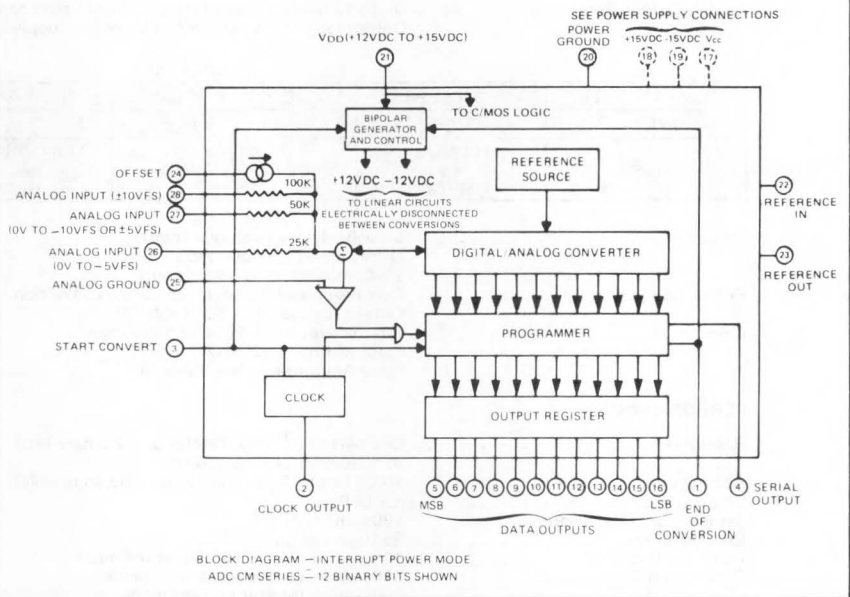 SEE POWER SUPPLY CONNECTIONS
POWER
GROUND
+15VDC -15VDC Vcc
VDD(+12VDC TO +15VDC)
21
20
18
19
17
TO C/MOS LOGIC
BIPOLAR
GENERATOR
AND CONTROL
REFERENCE
SOURCE
OFFSET 24
100K
+12VDC -12VDC
ANALOG INPUT (±10VFS) 28
50K
TO LINEAR CIRCUITS
ELECTRICALLY DISCONNECTED
BETWEEN CONVERSIONS
ANALOG INPUT 27
(0V TO -10VFS OR ±5VFS)
25K
ANALOG INPUT 26
(0V TO -5VFS)
Σ
ANALOG GROUND 25
22
REFERENCE
IN
23
REFERENCE
OUT
DIGITAL/ANALOG CONVERTER
PROGRAMMER
START CONVERT 3
CLOCK
OUTPUT REGISTER
2
CLOCK OUTPUT
5 6 7 8 9 10 11 12 13 14 15 16
MSB
LSB
DATA OUTPUTS
1
END
OF
CONVERSION
4 SERIAL
OUTPUT
BLOCK DIAGRAM - INTERRUPT POWER MODE
ADC CM SERIES - 12 BINARY BITS SHOWN